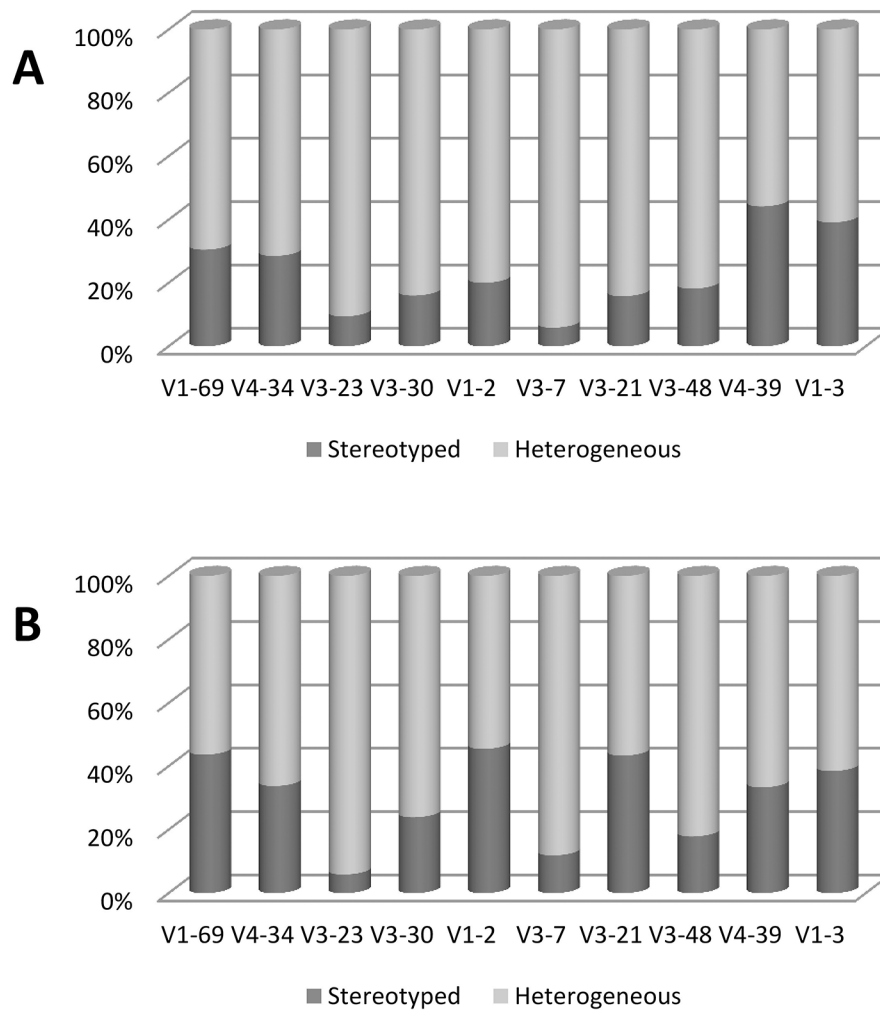 A
100%
80%
60%
40%
20%
0%
V1-69 V4-34 V3-23 V3-30 V1-2 V3-7 V3-21 V3-48 V4-39 V1-3
Stereotyped Heterogeneous
B
100%
80%
60%
40%
20%
0%
V1-69 V4-34 V3-23 V3-30 V1-2 V3-7 V3-21 V3-48 V4-39 V1-3
Stereotyped Heterogeneous